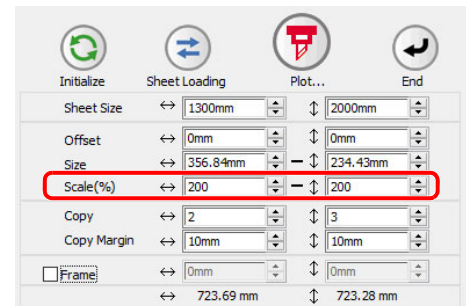 Initialize Sheet Loading Plot... End
Sheet Size ↔ 1300mm ↕ 2000mm
Offset ↔ 0mm ↕ 0mm
Size ↔ 356.84mm — ↕ 234.43mm
Scale(%) ↔ 200 — ↕ 200
Copy ↔ 2 ↕ 3
Copy Margin ↔ 10mm ↕ 10mm
Frame ↔ 0mm ↕ 0mm
↔ 723.69 mm ↕ 723.28 mm